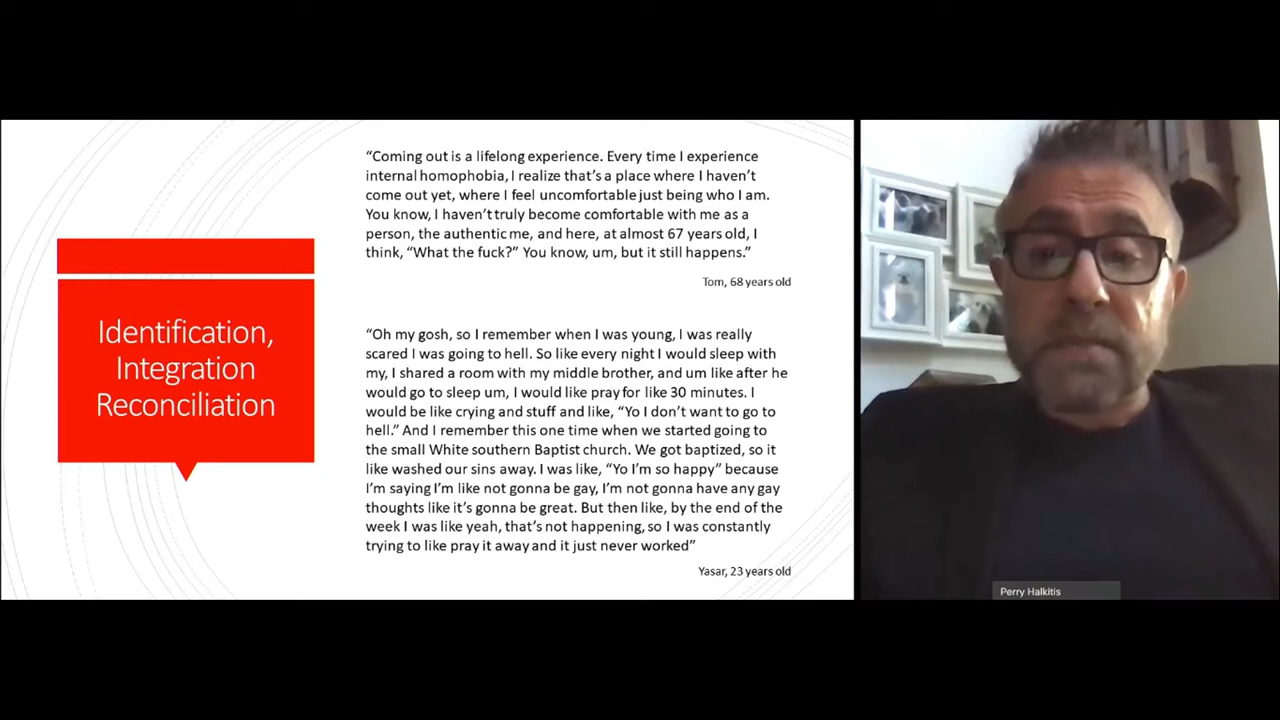 Identification,
Integration
Reconciliation
“Coming out is a lifelong experience. Every time I experience
internal homophobia, I realize that’s a place where I haven’t
come out yet, where I feel uncomfortable just being who I am.
You know, I haven’t truly become comfortable with me as a
person, the authentic me, and here, at almost 67 years old, I
think, “What the fuck?” You know, um, but it still happens.”
Tom, 68 years old
“Oh my gosh, so I remember when I was young, I was really
scared I was going to hell. So like every night I would sleep with
my, I shared a room with my middle brother, and um like after he
would go to sleep um, I would like pray for like 30 minutes. I
would be like crying and stuff and like, “Yo I don’t want to go to
hell.” And I remember this one time when we started going to
the small White southern Baptist church. We got baptized, so it
like washed our sins away. I was like, “Yo I’m so happy” because
I’m saying I’m like not gonna be gay, I’m not gonna have any gay
thoughts like it’s gonna be great. But then like, by the end of the
week I was like yeah, that’s not happening, so I was constantly
trying to like pray it away and it just never worked”
Yasar, 23 years old
Perry Halkitis